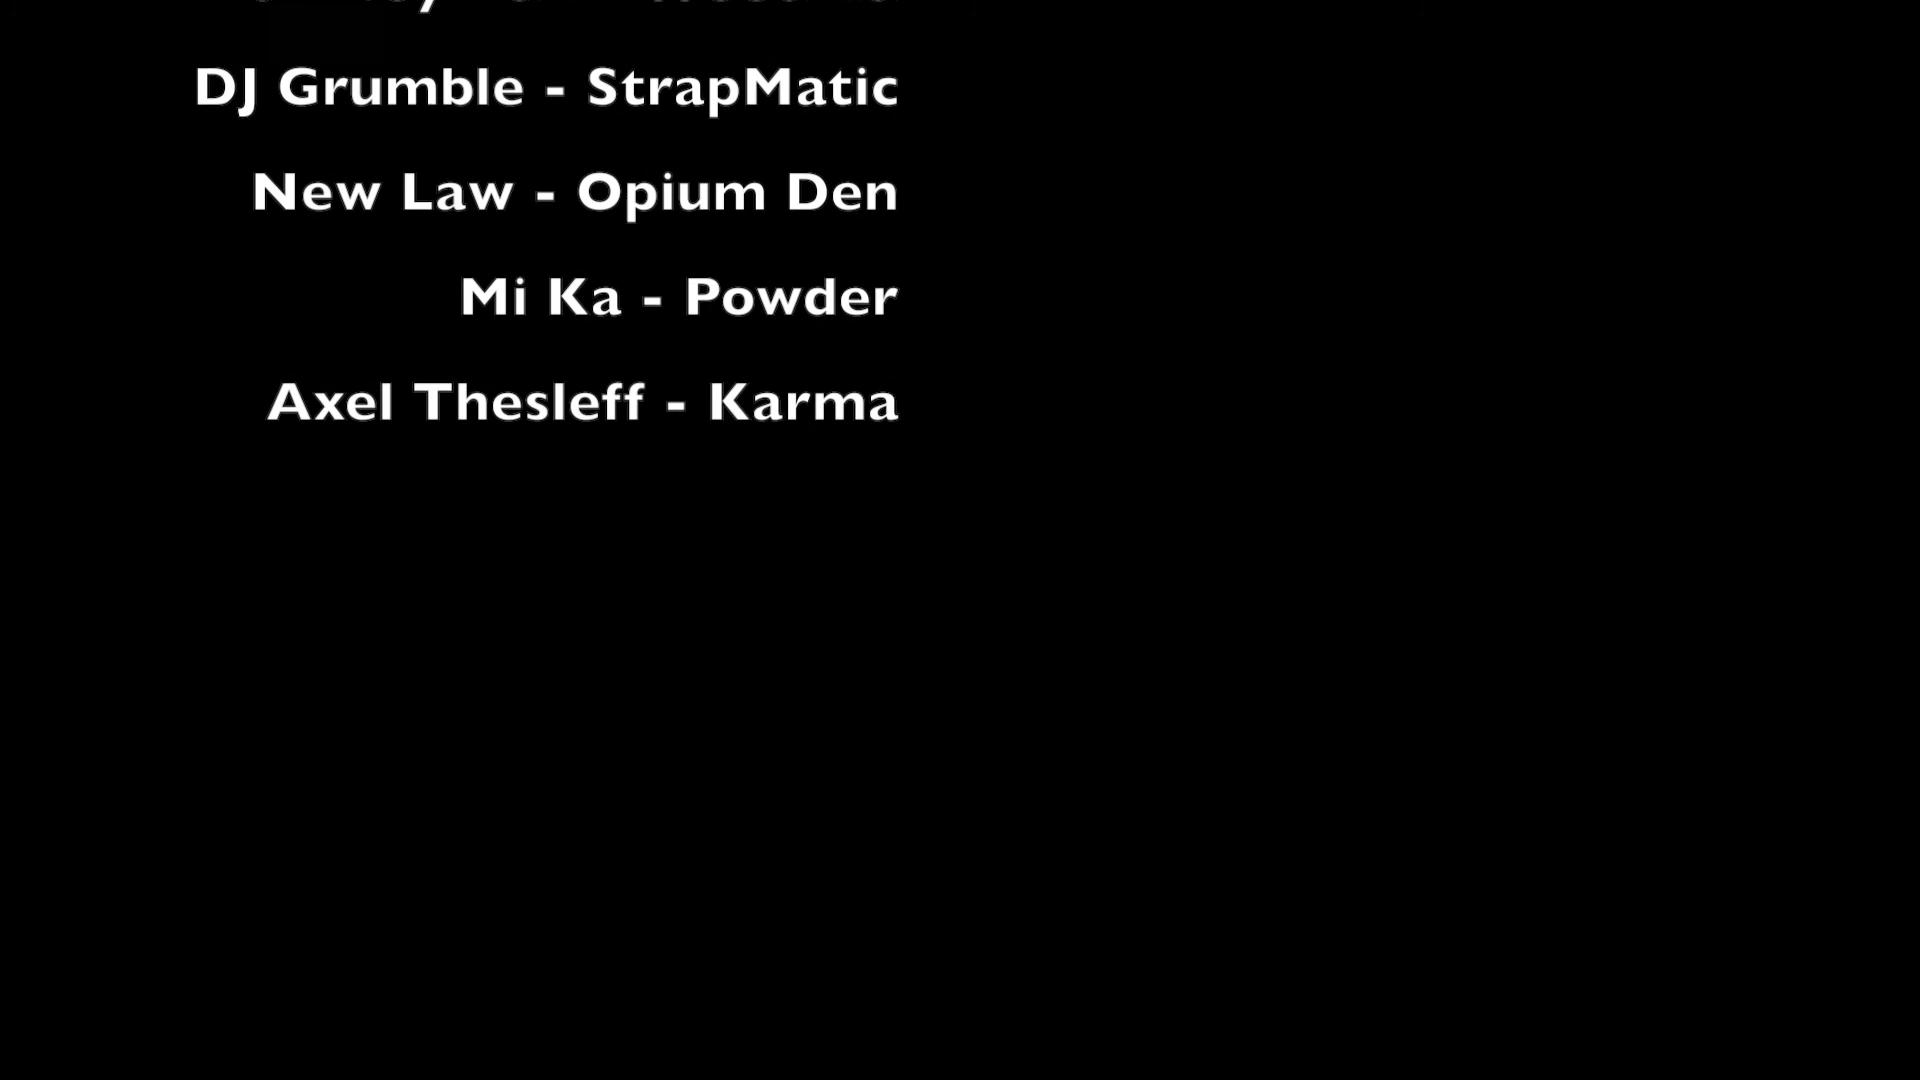 DJ Grumble - StrapMatic
New Law - Opium Den
Mi Ka - Powder
Axel Thesleff - Karma